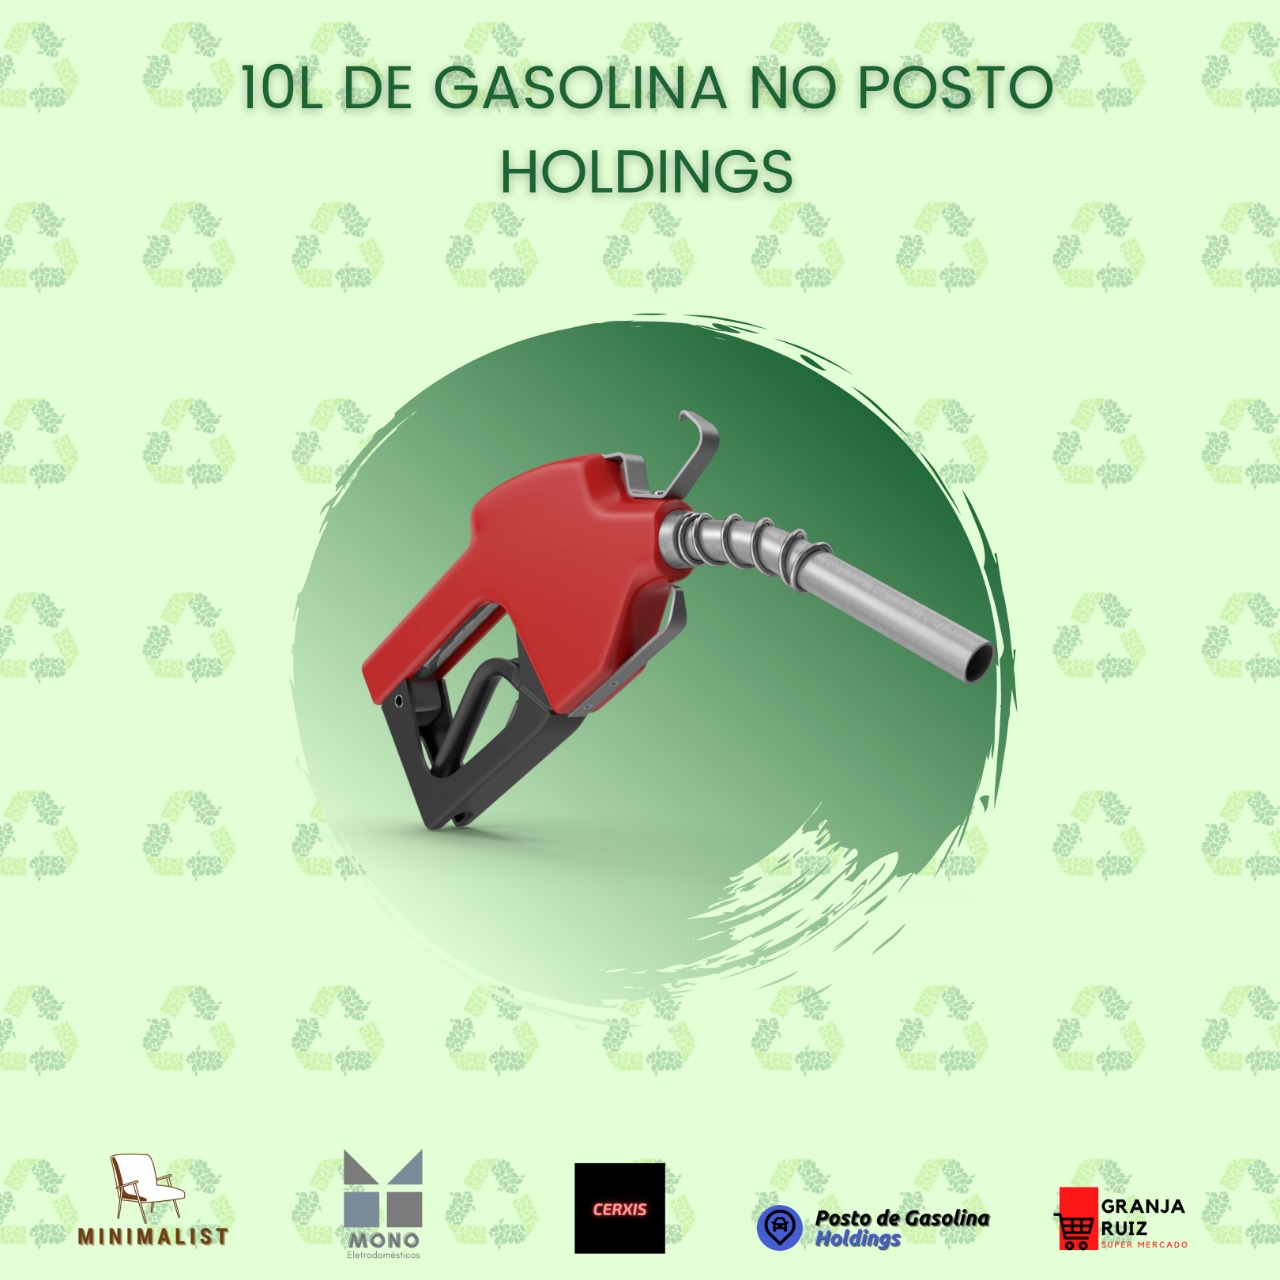 10L DE GASOLINA NO POSTO
HOLDINGS
MINIMALIST
MONO
Eletrodomésticos
CERXIS
Posto de Gasolina
Holdings
GRANJA
RUIZ
SUPER MERCADO